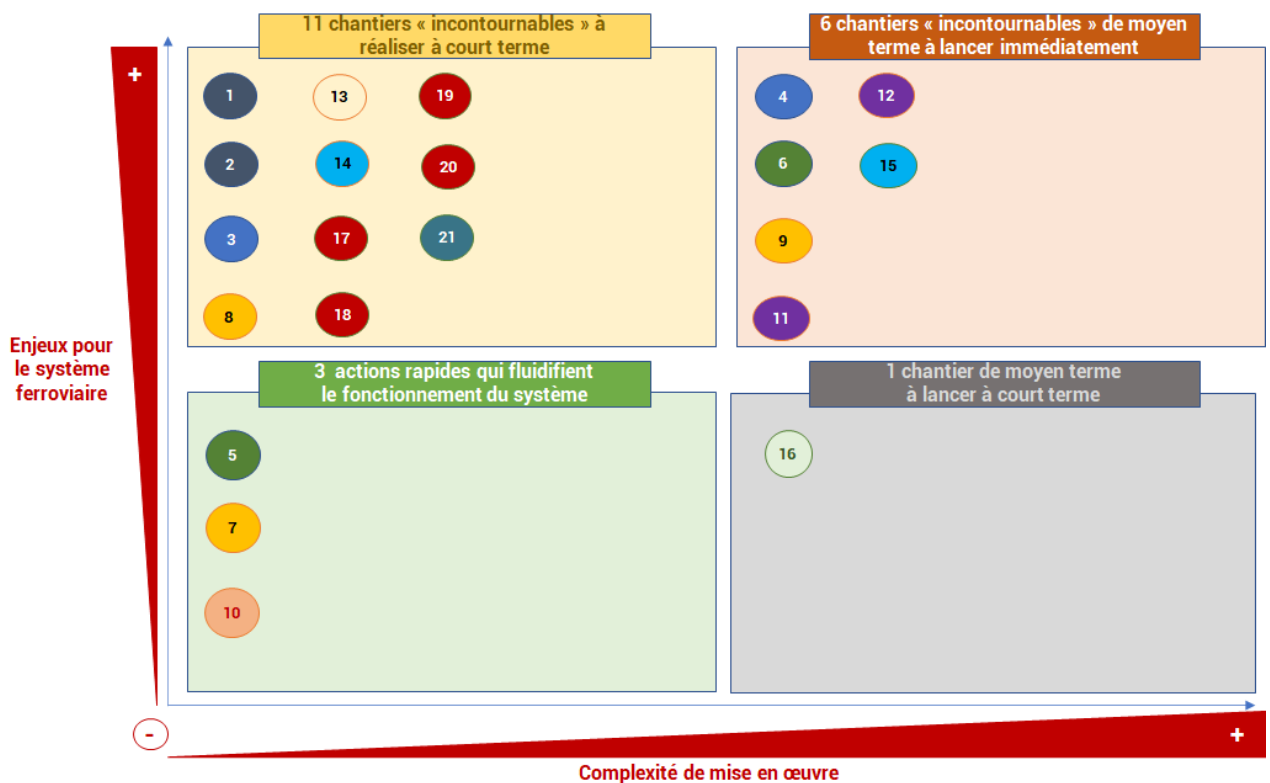 11 chantiers « incontournables » à
réaliser à court terme
6 chantiers « incontournables » de moyen
terme à lancer immédiatement
+
1
13
19
4
12
2
14
20
6
15
3
17
21
9
8
18
11
Enjeux pour
le système
ferroviaire
3 actions rapides qui fluidifient
le fonctionnement du système
1 chantier de moyen terme
à lancer à court terme
5
16
7
10
-
+
Complexité de mise en œuvre